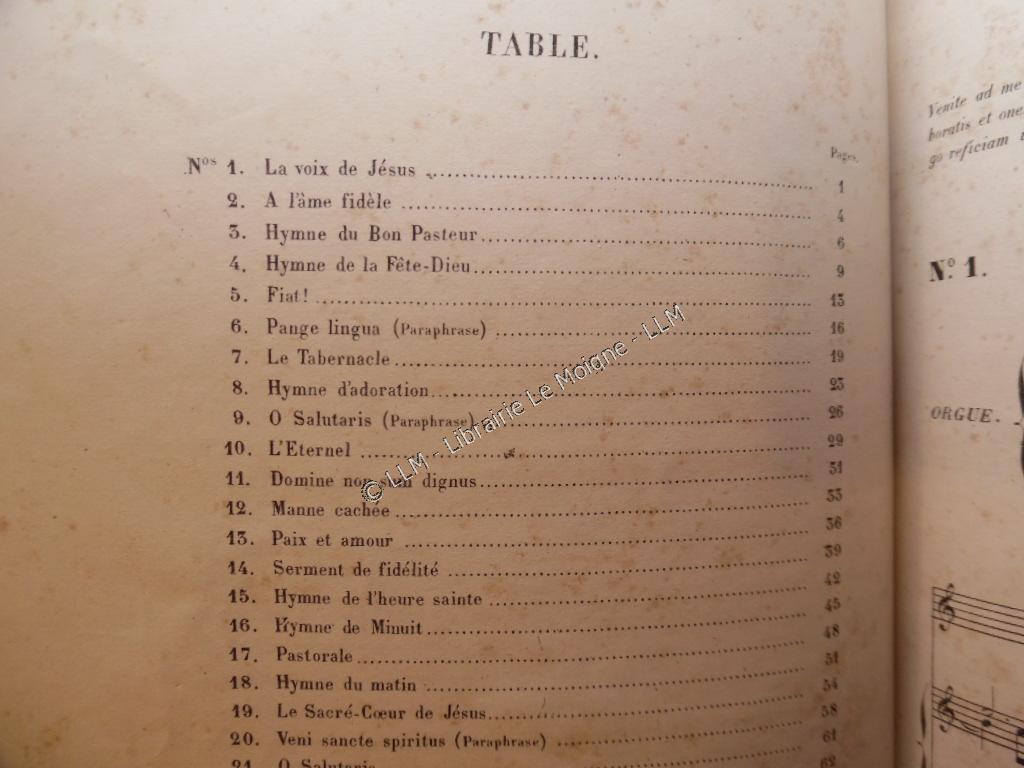 TABLE.
Pages.
Nos 1. La voix de Jésus 1
2. A l'âme fidèle 4
3. Hymne du Bon Pasteur 6
4. Hymne de la Fête-Dieu 9
5. Fiat! 13
6. Pange lingua (Paraphrase) 16
7. Le Tabernacle 19
8. Hymne d'adoration 23
9. O Salutaris (Paraphrase) 26
10. L'Eternel 29
11. Domine non sum dignus 31
12. Manne cachée 33
13. Paix et amour 36
14. Serment de fidélité 39
15. Hymne de l'heure sainte 42
16. Hymne de Minuit 45
17. Pastorale 48
18. Hymne du matin 51
19. Le Sacré-Cœur de Jésus 54
20. Veni sancte spiritus (Paraphrase) 58
21. O Salutaris 61
62
© LLM - Librairie Le Moigne - LLM
Venite ad me
boratis et one
go reficiam
No. 1.
ORGUE.